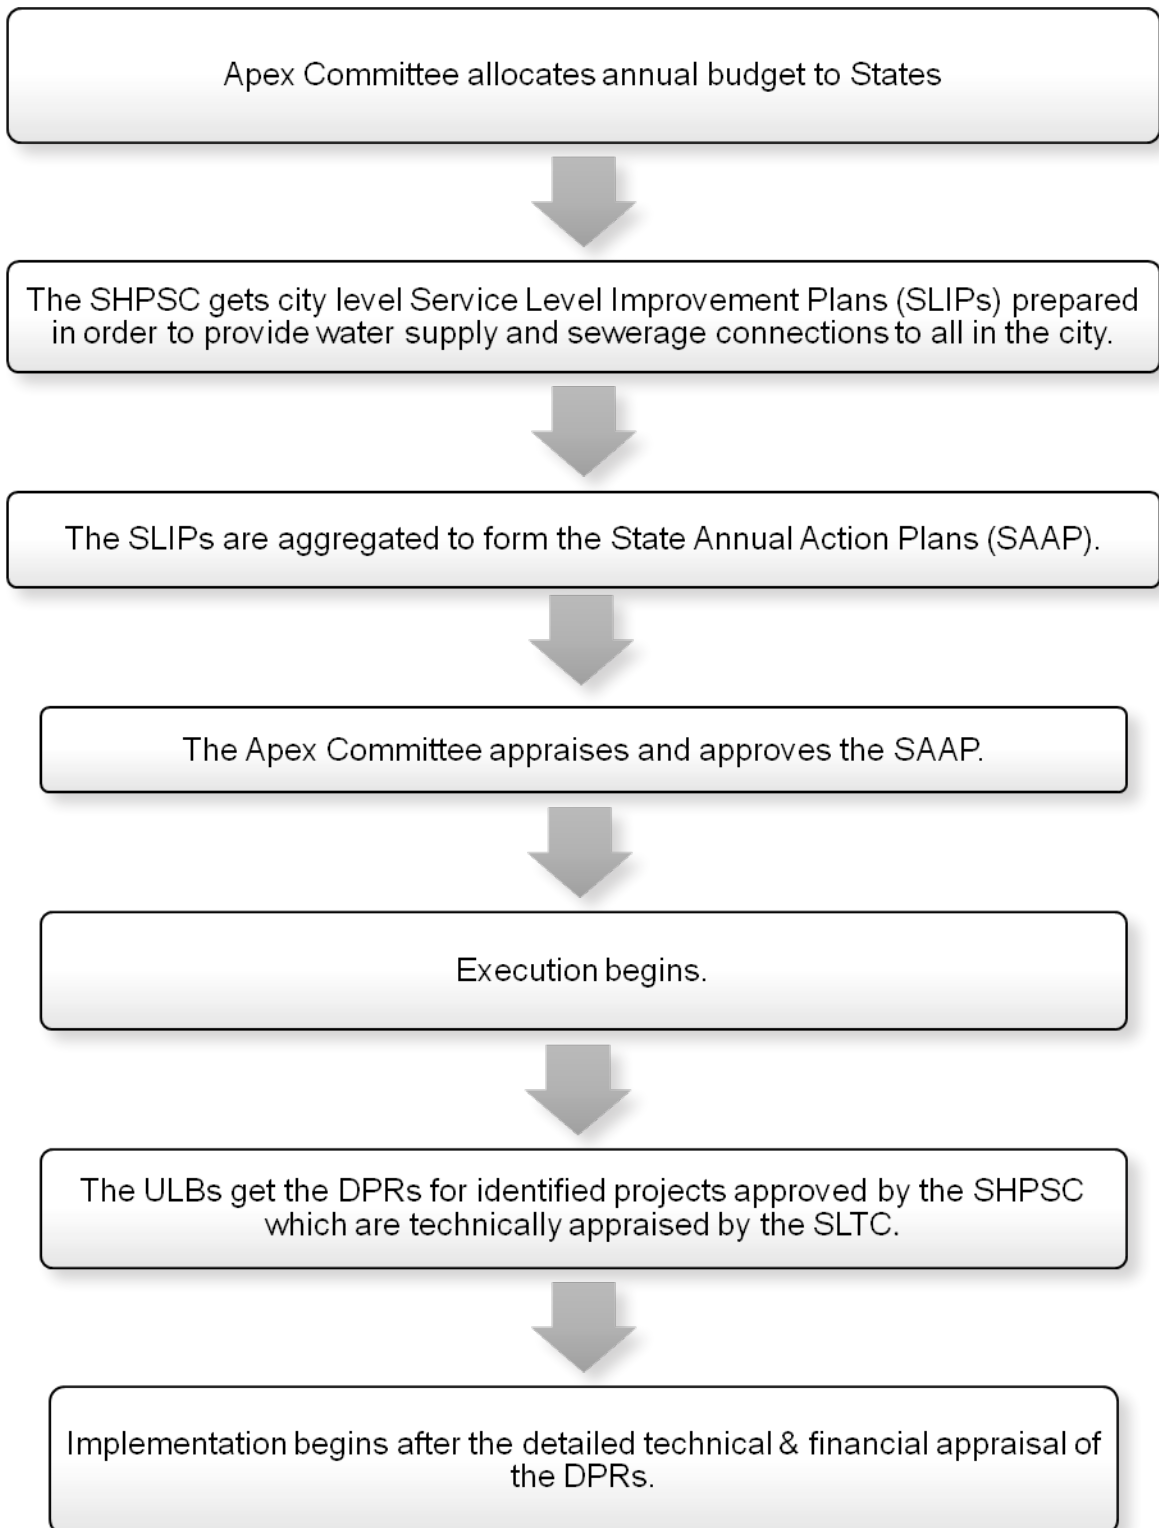 Apex Committee allocates annual budget to States
The SHPSC gets city level Service Level Improvement Plans (SLIPs) prepared
in order to provide water supply and sewerage connections to all in the city.
The SLIPs are aggregated to form the State Annual Action Plans (SAAP).
The Apex Committee appraises and approves the SAAP.
Execution begins.
The ULBs get the DPRs for identified projects approved by the SHPSC
which are technically appraised by the SLTC.
Implementation begins after the detailed technical & financial appraisal of
the DPRs.